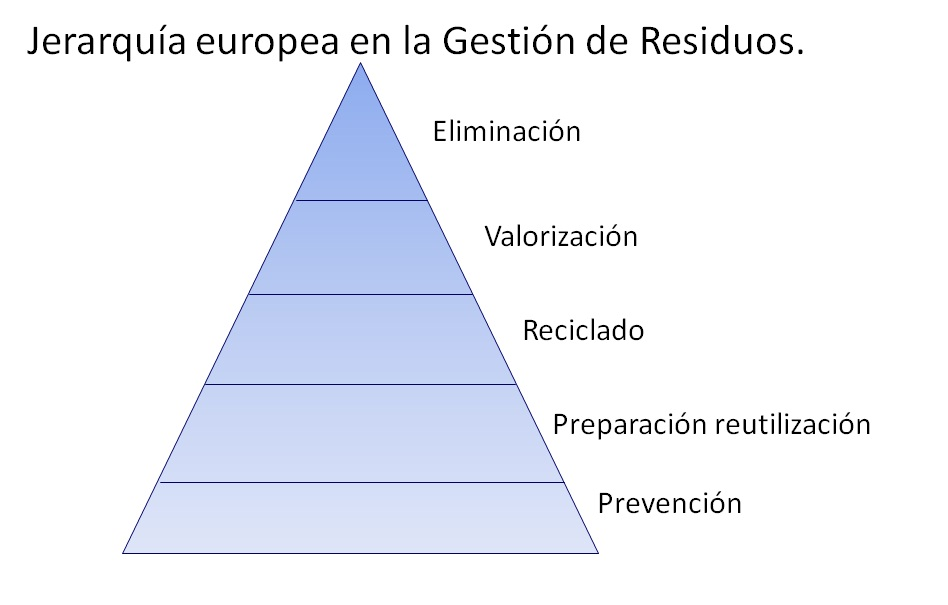 Jerarquía europea en la Gestión de Residuos.
Eliminación
Valorización
Reciclado
Preparación reutilización
Prevención